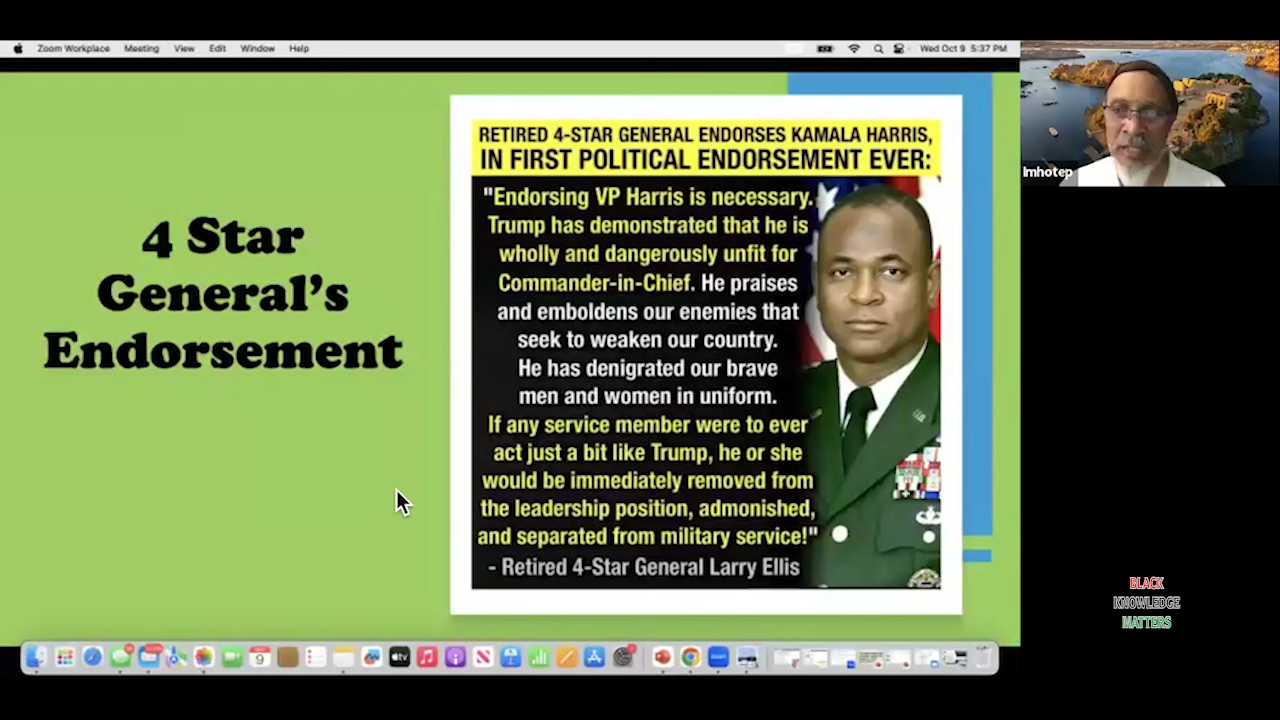 Zoom Workplace Meeting View Edit Window Help
Wed Oct 9 5:37 PM
4 Star
General's
Endorsement
RETIRED 4-STAR GENERAL ENDORSES KAMALA HARRIS,
IN FIRST POLITICAL ENDORSEMENT EVER:
"Endorsing VP Harris is necessary.
Trump has demonstrated that he is
wholly and dangerously unfit for
Commander-in-Chief. He praises
and emboldens our enemies that
seek to weaken our country.
He has denigrated our brave
men and women in uniform.
If any service member were to ever
act just a bit like Trump, he or she
would be immediately removed from
the leadership position, admonished,
and separated from military service!"
- Retired 4-Star General Larry Ellis
Imhotep
BLACK
KNOWLEDGE
MATTERS
9
tv
zoom